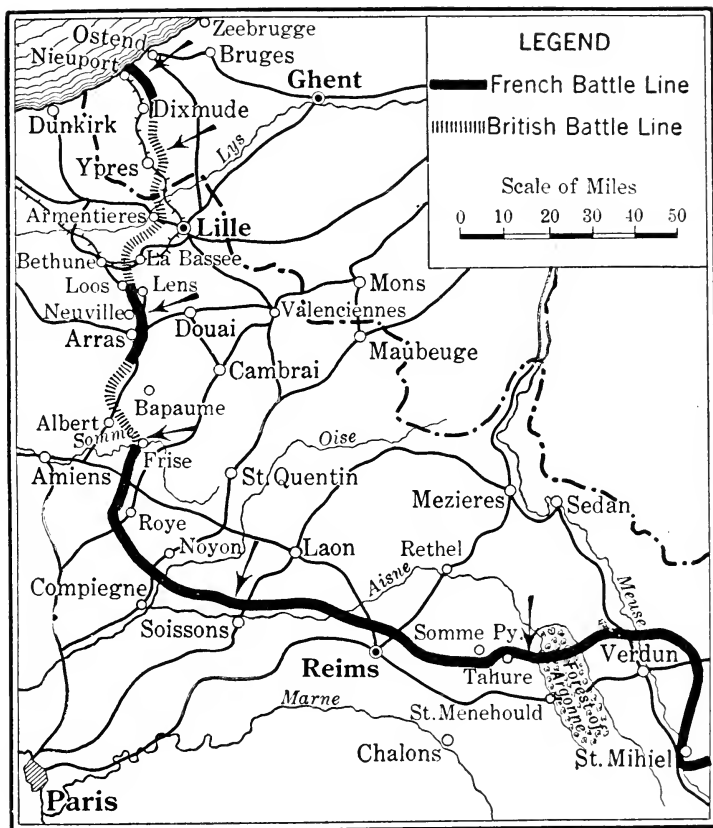 Zeebrugge
Ostend
Bruges
Nieuport
Ghent
Dunkirk
Dixmude
Lys
Ypres
Armentieres
Lille
Bethune
La Bassee
Loos
Lens
Mons
Neuville
Douai
Valenciennes
Arras
Maubeuge
Cambrai
Bapaume
Albert
Somme
Oise
Amiens
Frise
St. Quentin
Mezieres
Sedan
Roye
Noyon
Laon
Rethel
Compiegne
Aisne
Meuse
Soissons
Somme Py.
Reims
Tahure
Forest of
Argonne
Verdun
Marne
St. Menehould
Chalons
St. Mihiel
Paris
LEGEND
French Battle Line
British Battle Line
Scale of Miles
0 10 20 30 40 50